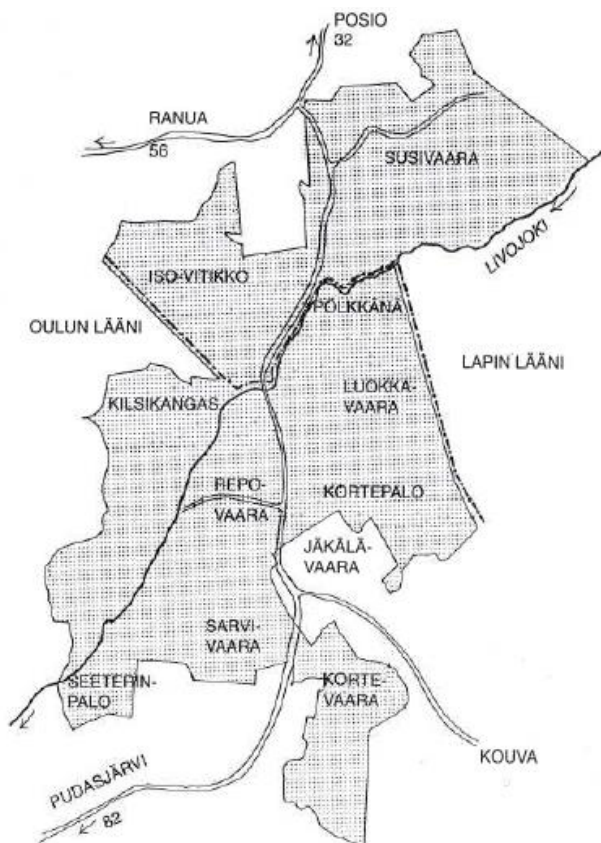 POSIO
32
RANUA
56
SUSIVAARA
LIVOJOKI
ISO-VITIKKO
PÖLKKÄNÄ
OULUN LÄÄNI
LAPIN LÄÄNI
KILSIKANGAS
LUOKKA-
VAARA
REPO-
VAARA
KORTEPALO
JÄKÄLÄ-
VAARA
SARVI-
VAARA
SEETERIN-
PALO
KORTE-
VAARA
KOUVA
PUDASJÄRVI
82